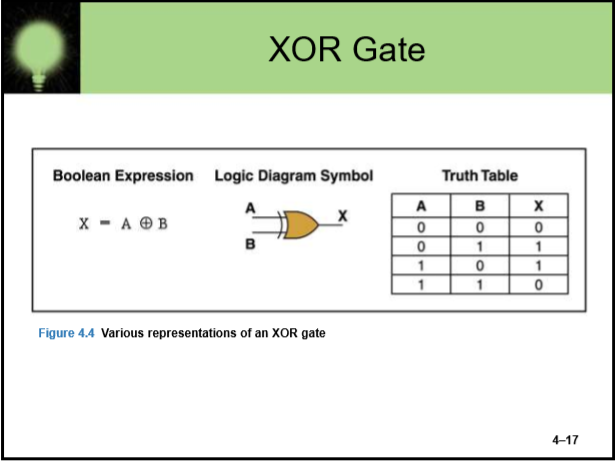 XOR Gate
Boolean Expression Logic Diagram Symbol Truth Table
X = A ⊕ B
A
B
X
A B X
0 0 0
0 1 1
1 0 1
1 1 0
Figure 4.4 Various representations of an XOR gate
4–17